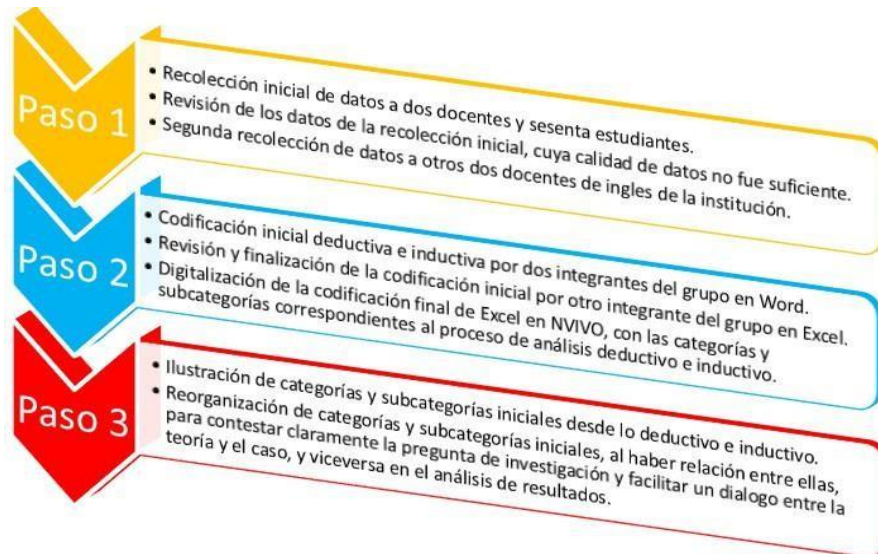 Paso 1
• Recolección inicial de datos a dos docentes y sesenta estudiantes.
• Revisión de los datos de la recolección inicial, cuya calidad de datos no fue suficiente.
• Segunda recolección de datos a otros dos docentes de ingles de la institución.
Paso 2
• Codificación inicial deductiva e inductiva por dos integrantes del grupo en Word.
• Revisión y finalización de la codificación inicial por otro integrante del grupo en Excel.
• Digitalización de la codificación final de Excel en NVIVO, con las categorías y
subcategorías correspondientes al proceso de análisis deductivo e inductivo.
Paso 3
• Ilustración de categorías y subcategorías iniciales desde lo deductivo e inductivo.
• Reorganización de categorías y subcategorías iniciales, al haber relación entre ellas,
para contestar claramente la pregunta de investigación y facilitar un dialogo entre la
teoría y el caso, y viceversa en el análisis de resultados.